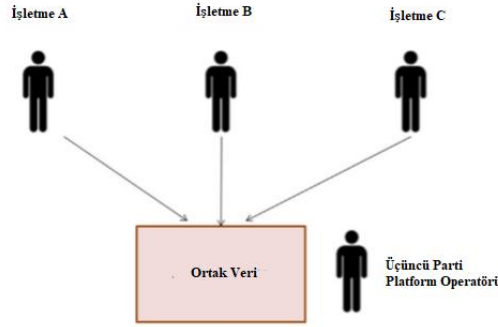 İşletme A
İşletme B
İşletme C
Ortak Veri
Üçüncü Parti
Platform Operatörü